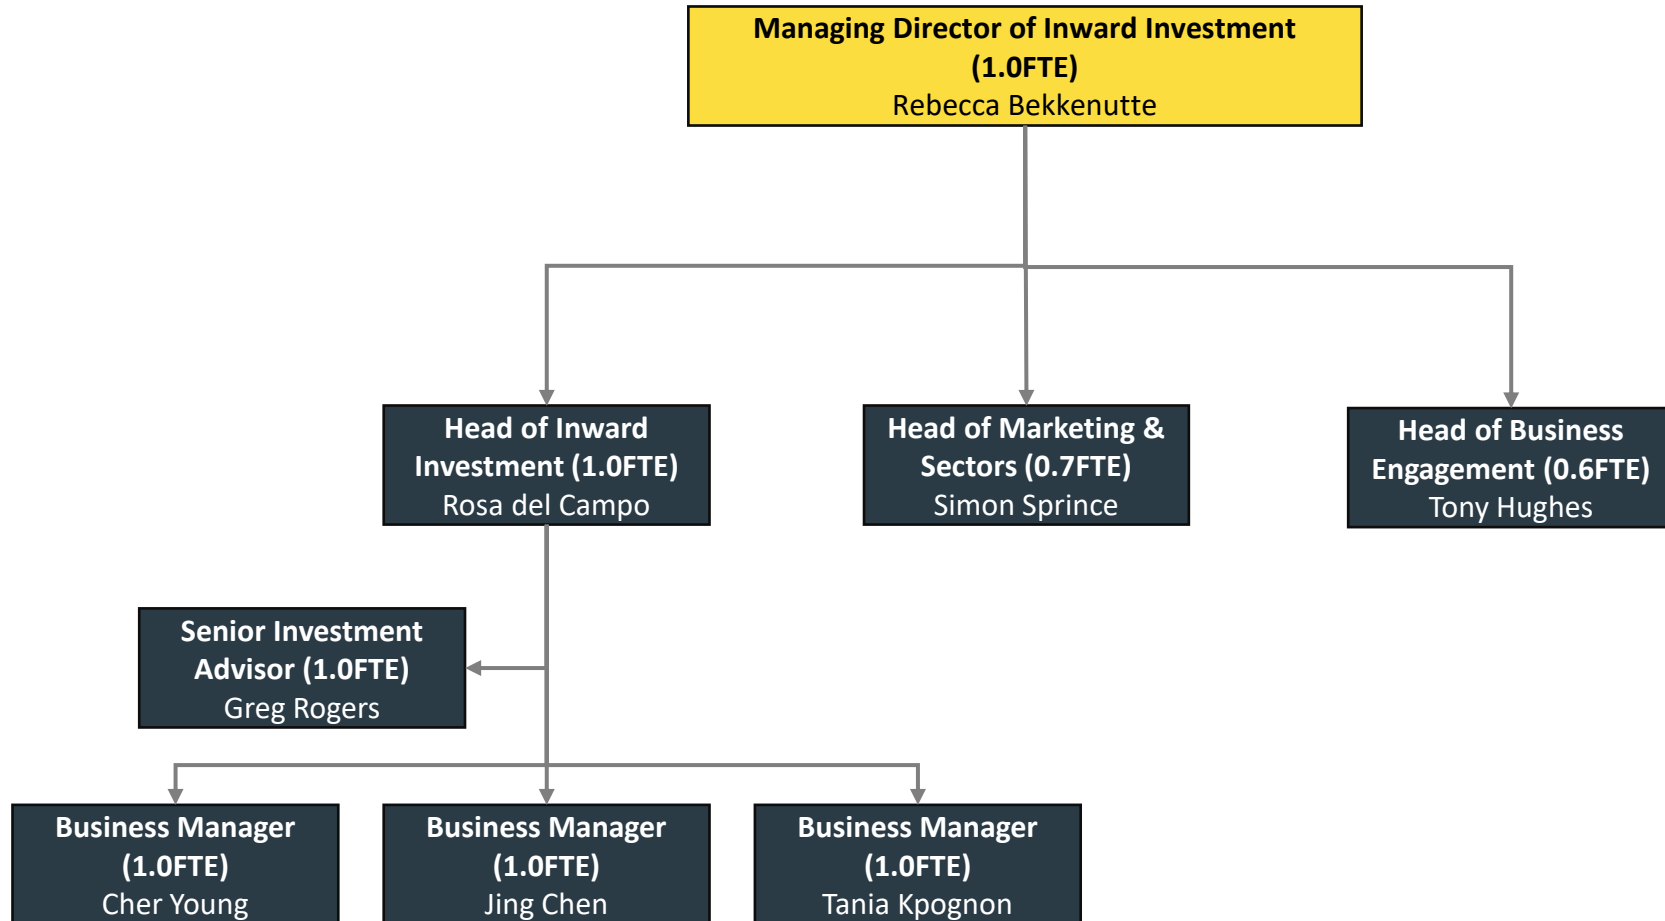 Managing Director of Inward Investment
(1.0FTE)
Rebecca Bekkenutte
Head of Inward
Investment (1.0FTE)
Rosa del Campo
Head of Marketing &
Sectors (0.7FTE)
Simon Sprince
Head of Business
Engagement (0.6FTE)
Tony Hughes
Senior Investment
Advisor (1.0FTE)
Greg Rogers
Business Manager
(1.0FTE)
Cher Young
Business Manager
(1.0FTE)
Jing Chen
Business Manager
(1.0FTE)
Tania Kpognon